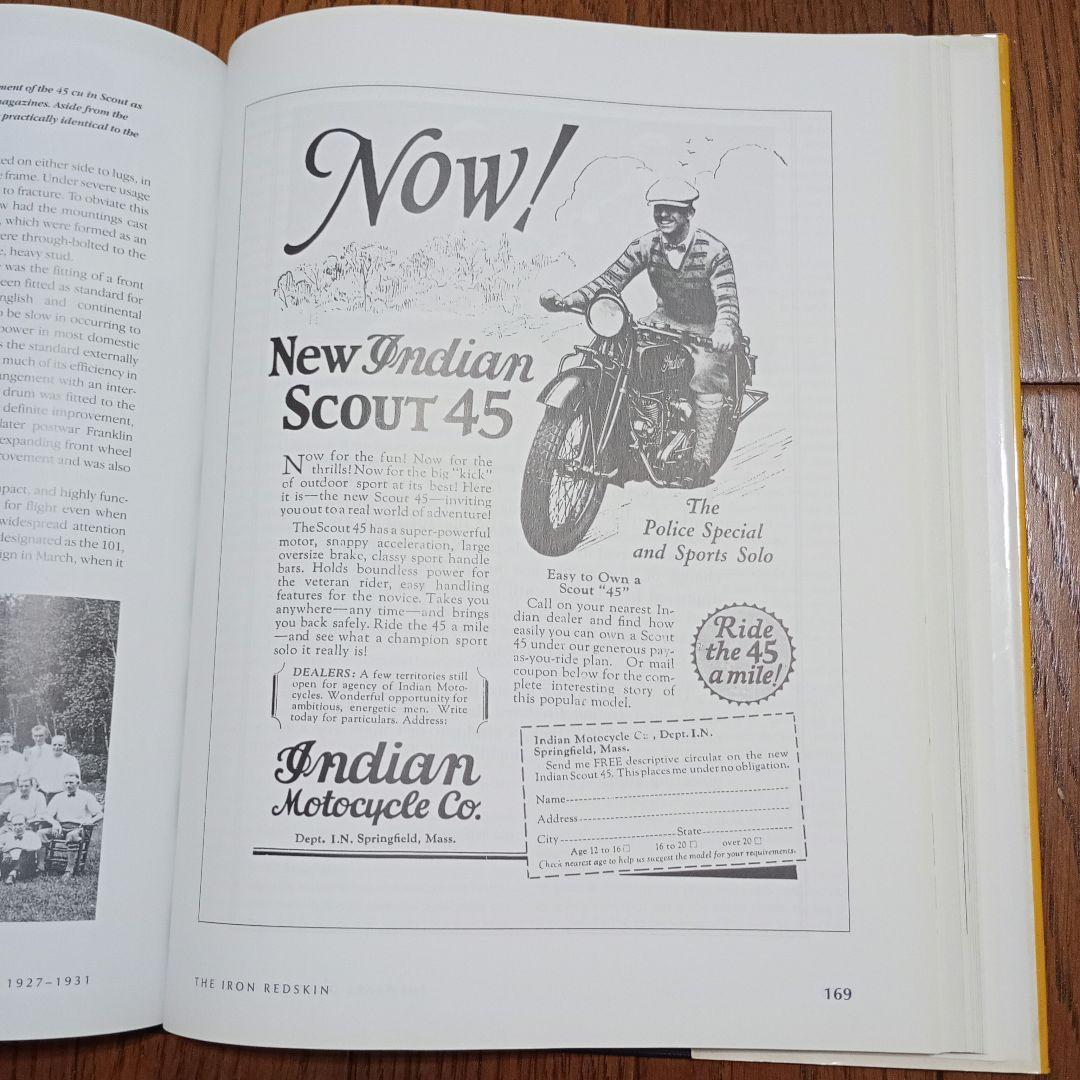 ment of the 45 cu in Scout as
magazines. Aside from the
practically identical to the
ed on either side to lugs, in
frame. Under severe usage
to fracture. To obviate this
w had the mountings cast
, which were formed as an
ere through-bolted to the
e, heavy stud.
was the fitting of a front
een fitted as standard for
nglish and continental
o be slow in occurring to
power in most domestic
s the standard externally
much of its efficiency in
angement with an inter-
drum was fitted to the
definite improvement,
later postwar Franklin
expanding front wheel
rovement and was also
mpact, and highly func-
for flight even when
widespread attention
designated as the 101,
ign in March, when it
1927–1931
Now!
New Indian
SCOUT 45
Now for the fun! Now for the
thrills! Now for the big "kick"
of outdoor sport at its best! Here
it is—the new Scout 45—inviting
you out to a real world of adventure!
The Scout 45 has a super-powerful
motor, snappy acceleration, large
oversize brake, classy sport handle
bars. Holds boundless power for
the veteran rider, easy handling
features for the novice. Takes you
anywhere—any time—and brings
you back safely. Ride the 45 a mile
—and see what a champion sport
solo it really is!
DEALERS: A few territories still
open for agency of Indian Moto-
cycles. Wonderful opportunity for
ambitious, energetic men. Write
today for particulars. Address:
Indian
Motocycle Co.
Dept. I.N. Springfield, Mass.
Indian
The
Police Special
and Sports Solo
Easy to Own a
Scout "45"
Call on your nearest In-
dian dealer and find how
easily you can own a Scout
45 under our generous pay-
as-you-ride plan. Or mail
coupon below for the com-
plete interesting story of
this popular model.
Ride
the 45
a mile!
Indian Motocycle Co., Dept. I.N.
Springfield, Mass.
Send me FREE descriptive circular on the new
Indian Scout 45. This places me under no obligation.
Name
Address
City State
Age 12 to 16 □ 16 to 20 □ over 20 □
Check nearest age to help us suggest the model for your requirements.
THE IRON REDSKIN
169